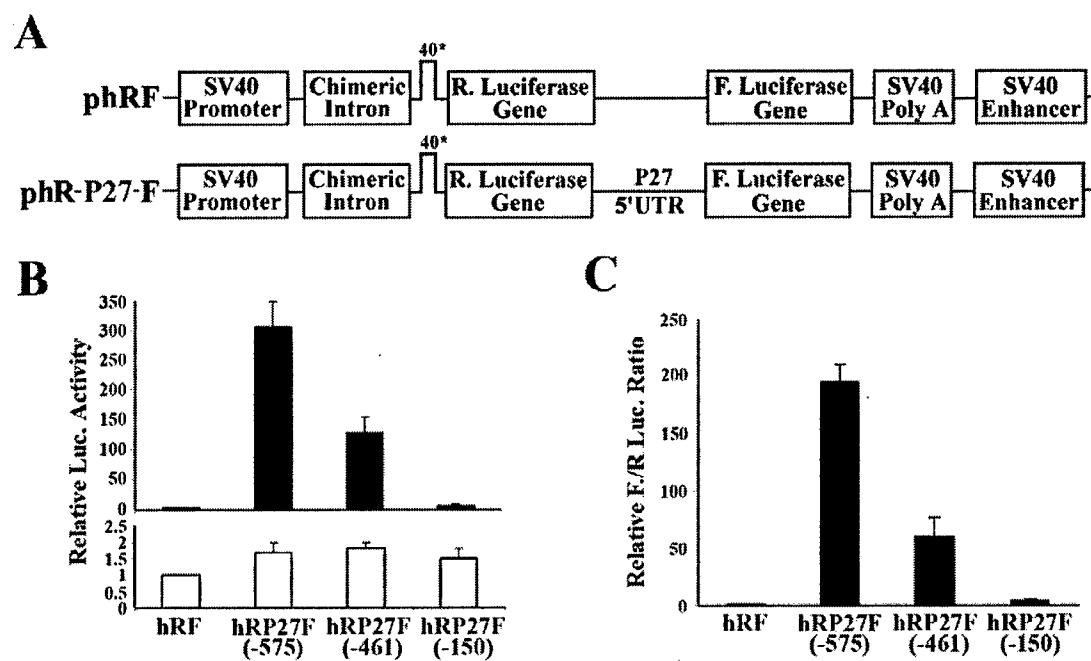 A
40*
phRF
SV40 Promoter
Chimeric Intron
R. Luciferase Gene
F. Luciferase Gene
SV40 Poly A
SV40 Enhancer
40*
phR-P27-F
SV40 Promoter
Chimeric Intron
R. Luciferase Gene
P27 5'UTR
F. Luciferase Gene
SV40 Poly A
SV40 Enhancer
B
Relative Luc. Activity
350
300
250
200
150
100
50
0
2.5
2
1.5
1
0.5
0
hRF
hRP27F (-575)
hRP27F (-461)
hRP27F (-150)
C
Relative F./R Luc. Ratio
250
200
150
100
50
0
hRF
hRP27F (-575)
hRP27F (-461)
hRP27F (-150)